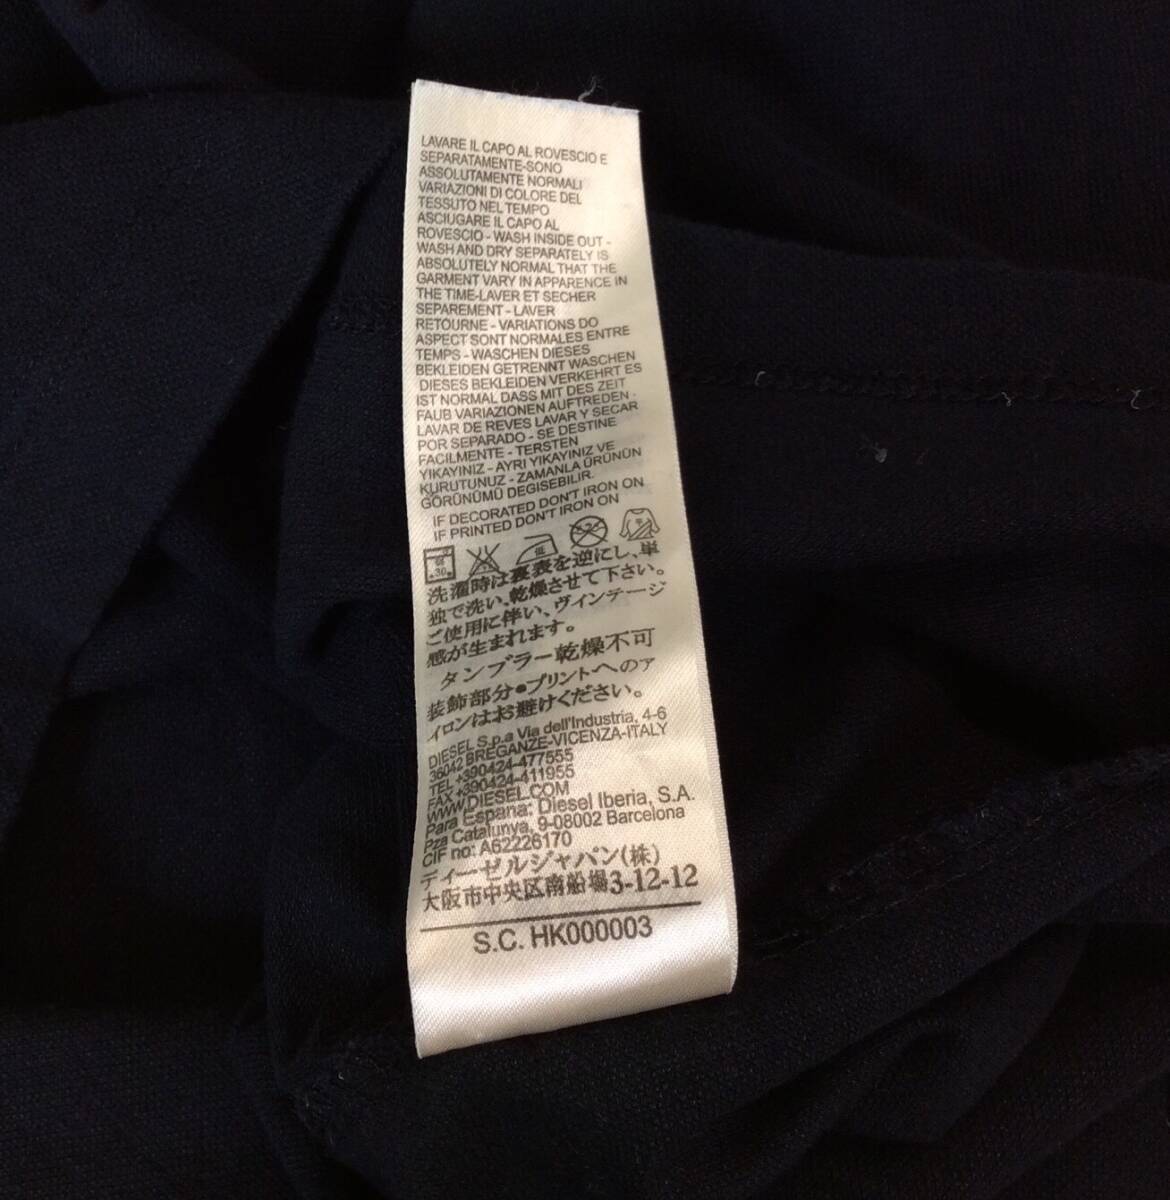 LAVARE IL CAPO AL ROVESCIO E
SEPARATAMENTE-SONO
ASSOLUTAMENTE NORMALI
VARIAZIONI DI COLORE DEL
TESSUTO NEL TEMPO
ASCIUGARE IL CAPO AL
ROVESCIO - WASH INSIDE OUT -
WASH AND DRY SEPARATELY IS
ABSOLUTELY NORMAL THAT THE
GARMENT VARY IN APPARENCE IN
THE TIME-LAVER ET SECHER
SEPAREMENT - LAVER
RETOURNE - VARIATIONS DO
ASPECT SONT NORMALES ENTRE
TEMPS - WASCHEN DIESES
BEKLEIDEN GETRENNT WASCHEN
DIESES BEKLEIDEN VERKEHRT ES
IST NORMAL DASS MIT DES ZEIT
FAUB VARIAZIONEN AUFTREDEN -
LAVAR DE REVES LAVAR Y SECAR
POR SEPARADO - SE DESTINE
FACILMENTE - TERSTEN
YIKAYINIZ - AYRI YIKAYINIZ VE
KURUTUNUZ - ZAMANLA ÜRÜNÜN
GÖRÜNÜMÜ DEGISEBILIR.
IF DECORATED DON'T IRON ON
IF PRINTED DON'T IRON ON
弱 30 低
洗濯時は裏表を逆にし、単
独で洗い、乾燥させて下さい。
ご使用に伴い、ヴィンテージ
感が生まれます。
タンブラー乾燥不可
装飾部分●プリントへのア
イロンはお避けください。
DIESEL S.p.a Via dell'Industria, 4-6
36042 BREGANZE-VICENZA-ITALY
TEL +390424-477555
FAX +390424-411955
WWW.DIESEL.COM
Para Espana: Diesel Iberia, S.A.
Pza Catalunya, 9-08002 Barcelona
CIF no: A62226170
ディーゼルジャパン(株)
大阪市中央区南船場3-12-12
S.C. HK000003